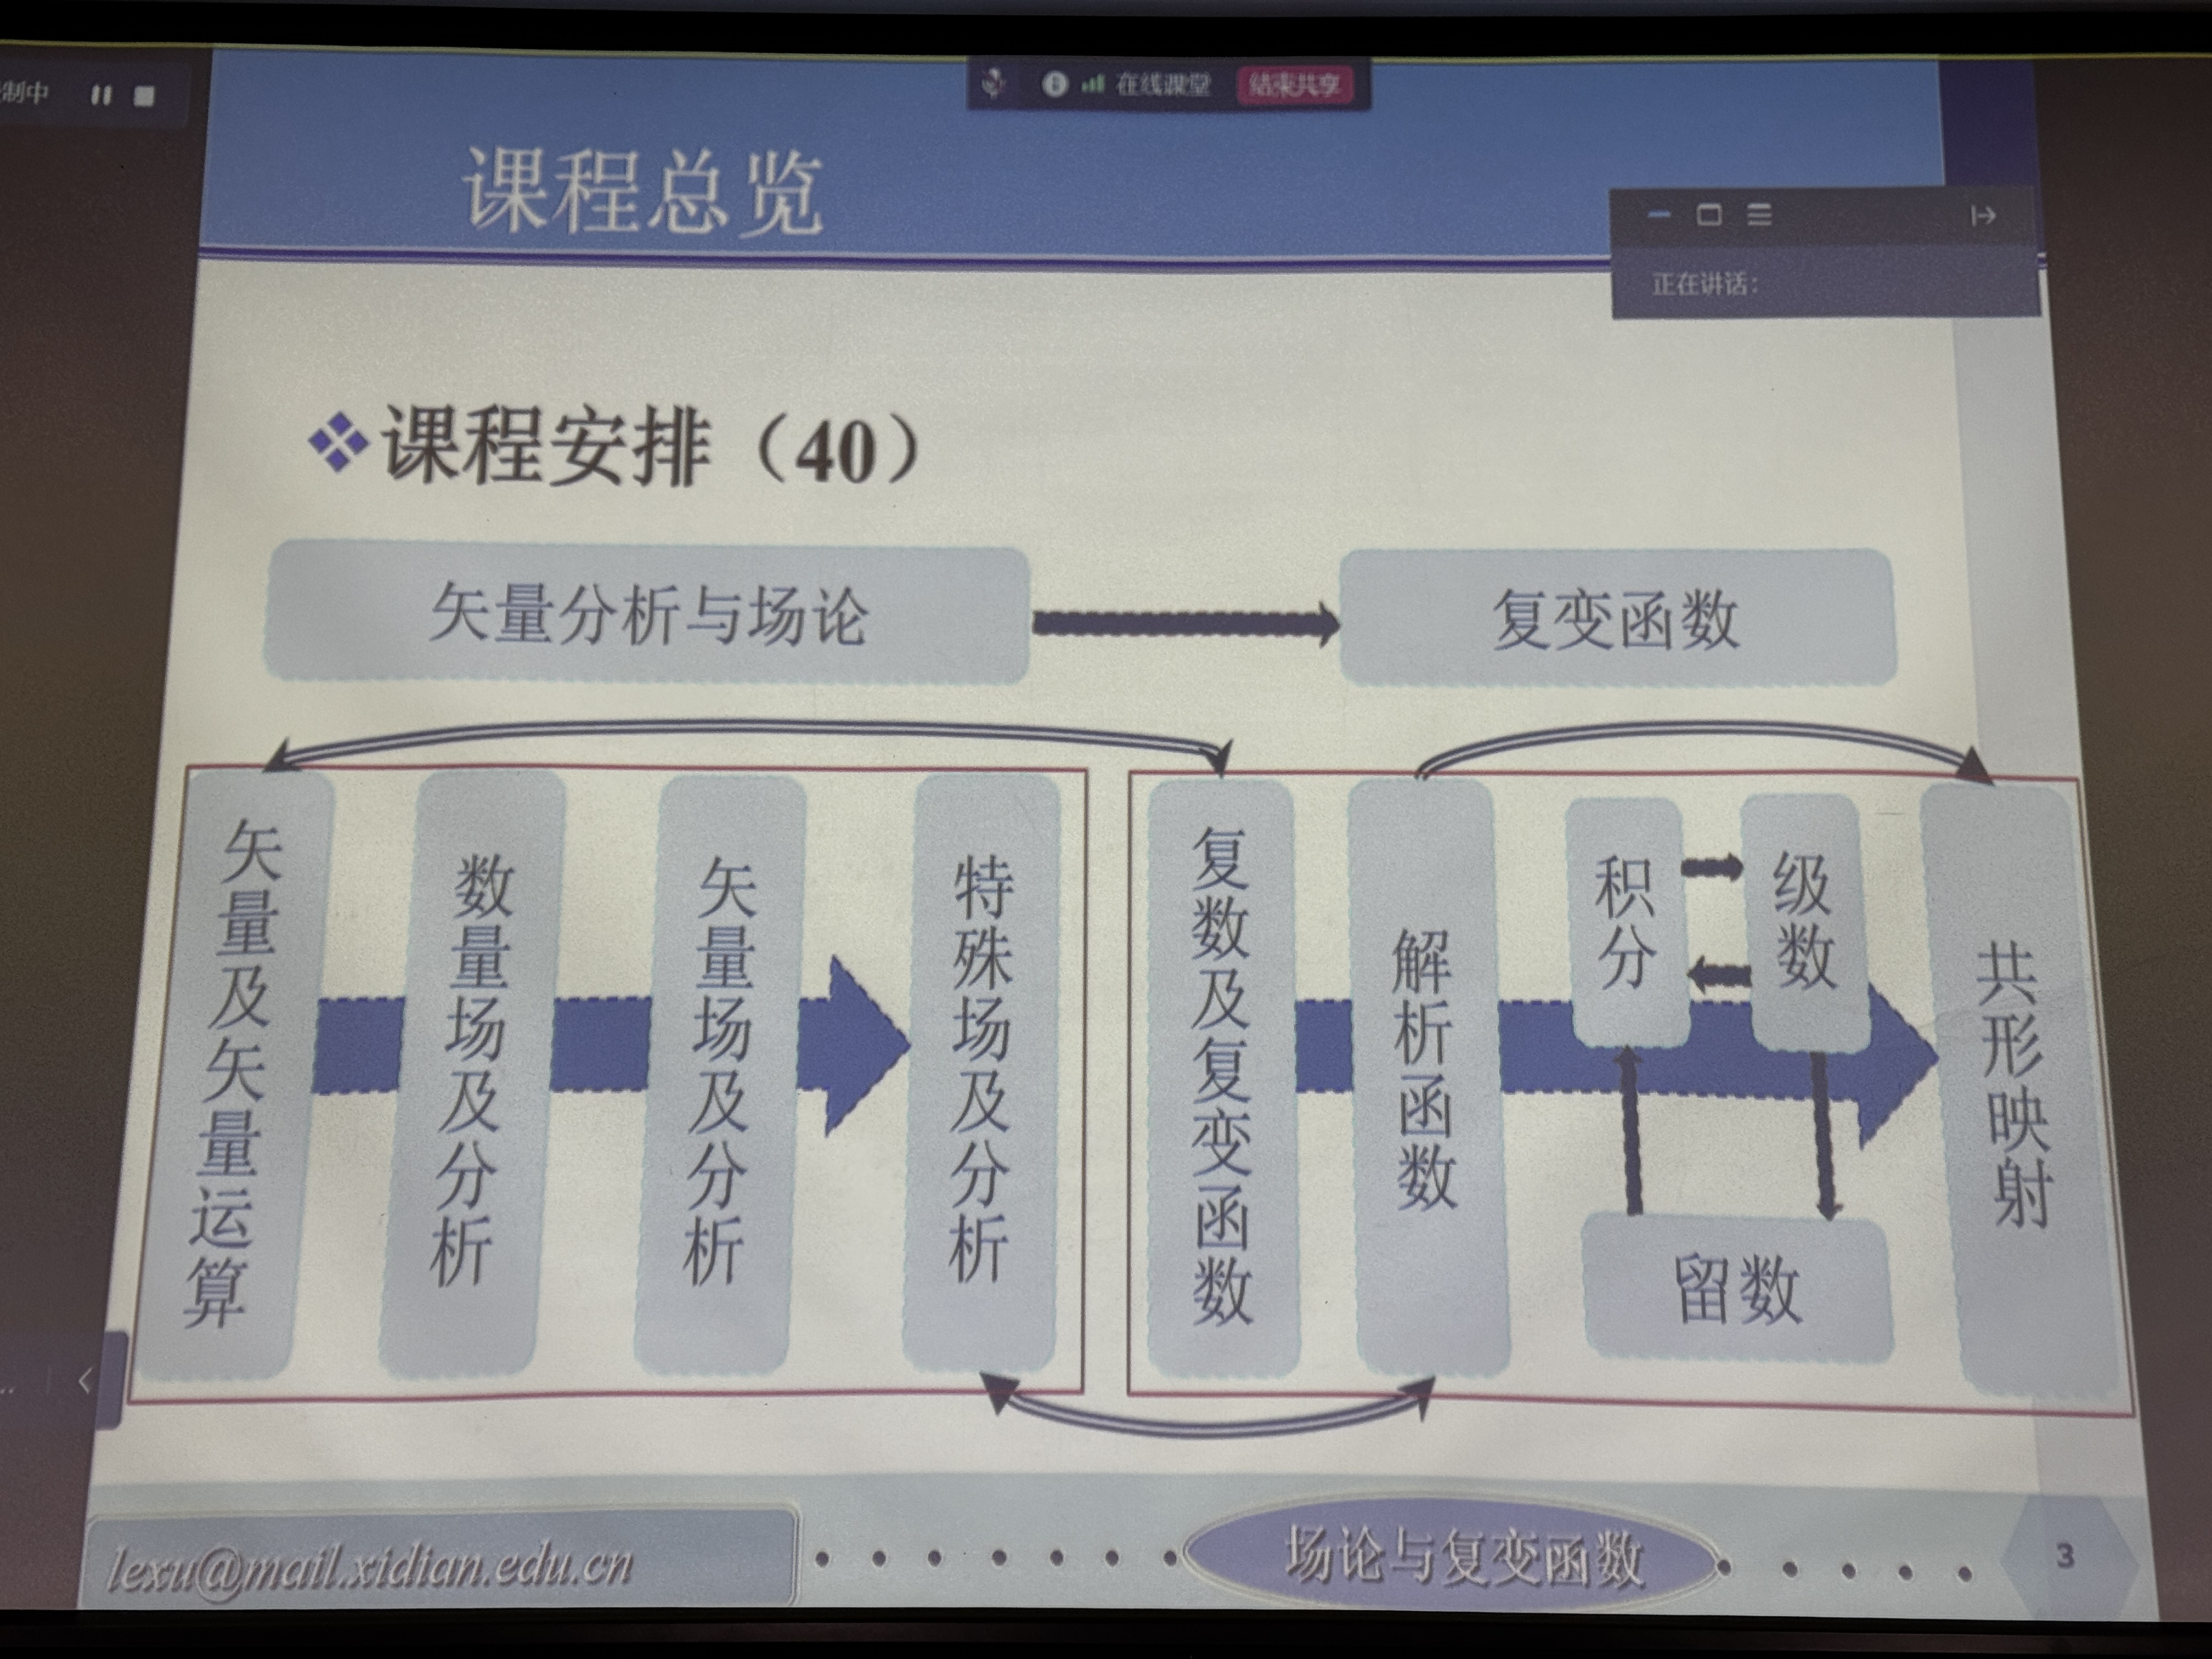 制中
在线课堂
结束共享
课程总览
正在讲话:
课程安排（40）
矢量分析与场论
复变函数
矢量及矢量运算
数量场及分析
矢量场及分析
特殊场及分析
复数及复变函数
解析函数
积分
级数
留数
共形映射
lexu@mail.xidian.edu.cn
场论与复变函数
3